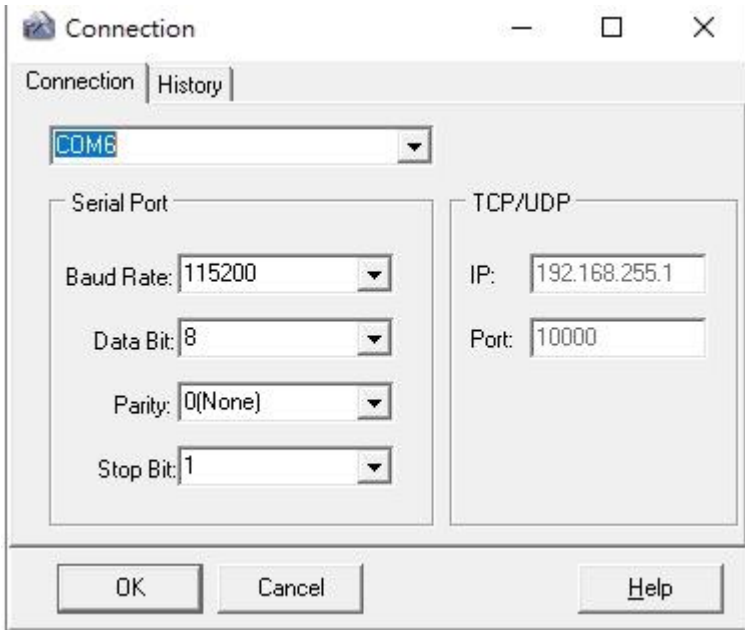 Connection
Connection History
COM6
Serial Port
Baud Rate: 115200
Data Bit: 8
Parity: 0(None)
Stop Bit: 1
TCP/UDP
IP: 192.168.255.1
Port: 10000
OK Cancel Help